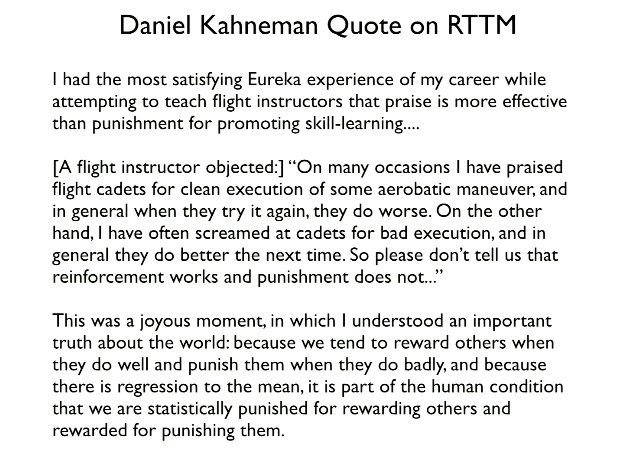 Daniel Kahneman Quote on RTTM
I had the most satisfying Eureka experience of my career while
attempting to teach flight instructors that praise is more effective
than punishment for promoting skill-learning....
[A flight instructor objected:] “On many occasions I have praised
flight cadets for clean execution of some aerobatic maneuver, and
in general when they try it again, they do worse. On the other
hand, I have often screamed at cadets for bad execution, and in
general they do better the next time. So please don’t tell us that
reinforcement works and punishment does not...”
This was a joyous moment, in which I understood an important
truth about the world: because we tend to reward others when
they do well and punish them when they do badly, and because
there is regression to the mean, it is part of the human condition
that we are statistically punished for rewarding others and
rewarded for punishing them.